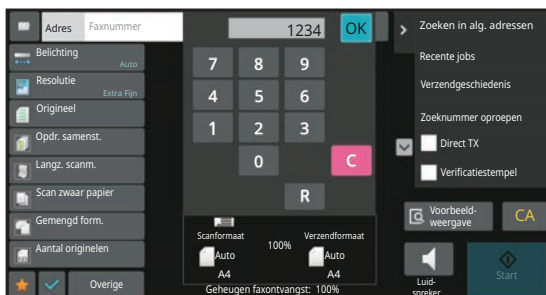 Adres
Faxnummer
1234
OK
Zoeken in alg. adressen
Belichting
Auto
Recente jobs
Resolutie
Extra Fijn
Verzendgeschiedenis
Origineel
Zoeknummer oproepen
Opdr. samenst.
Direct TX
Langz. scanm.
Verificatiestempel
Scan zwaar papier
Gemengd form.
Aantal originelen
Overige
7 8 9
4 5 6
1 2 3
0 C
R
Scanformaat
100%
Verzendformaat
Auto
Auto
A4
A4
Geheugen faxontvangst: 100%
Voorbeeld-
weergave
CA
Luid-
spreker
Start